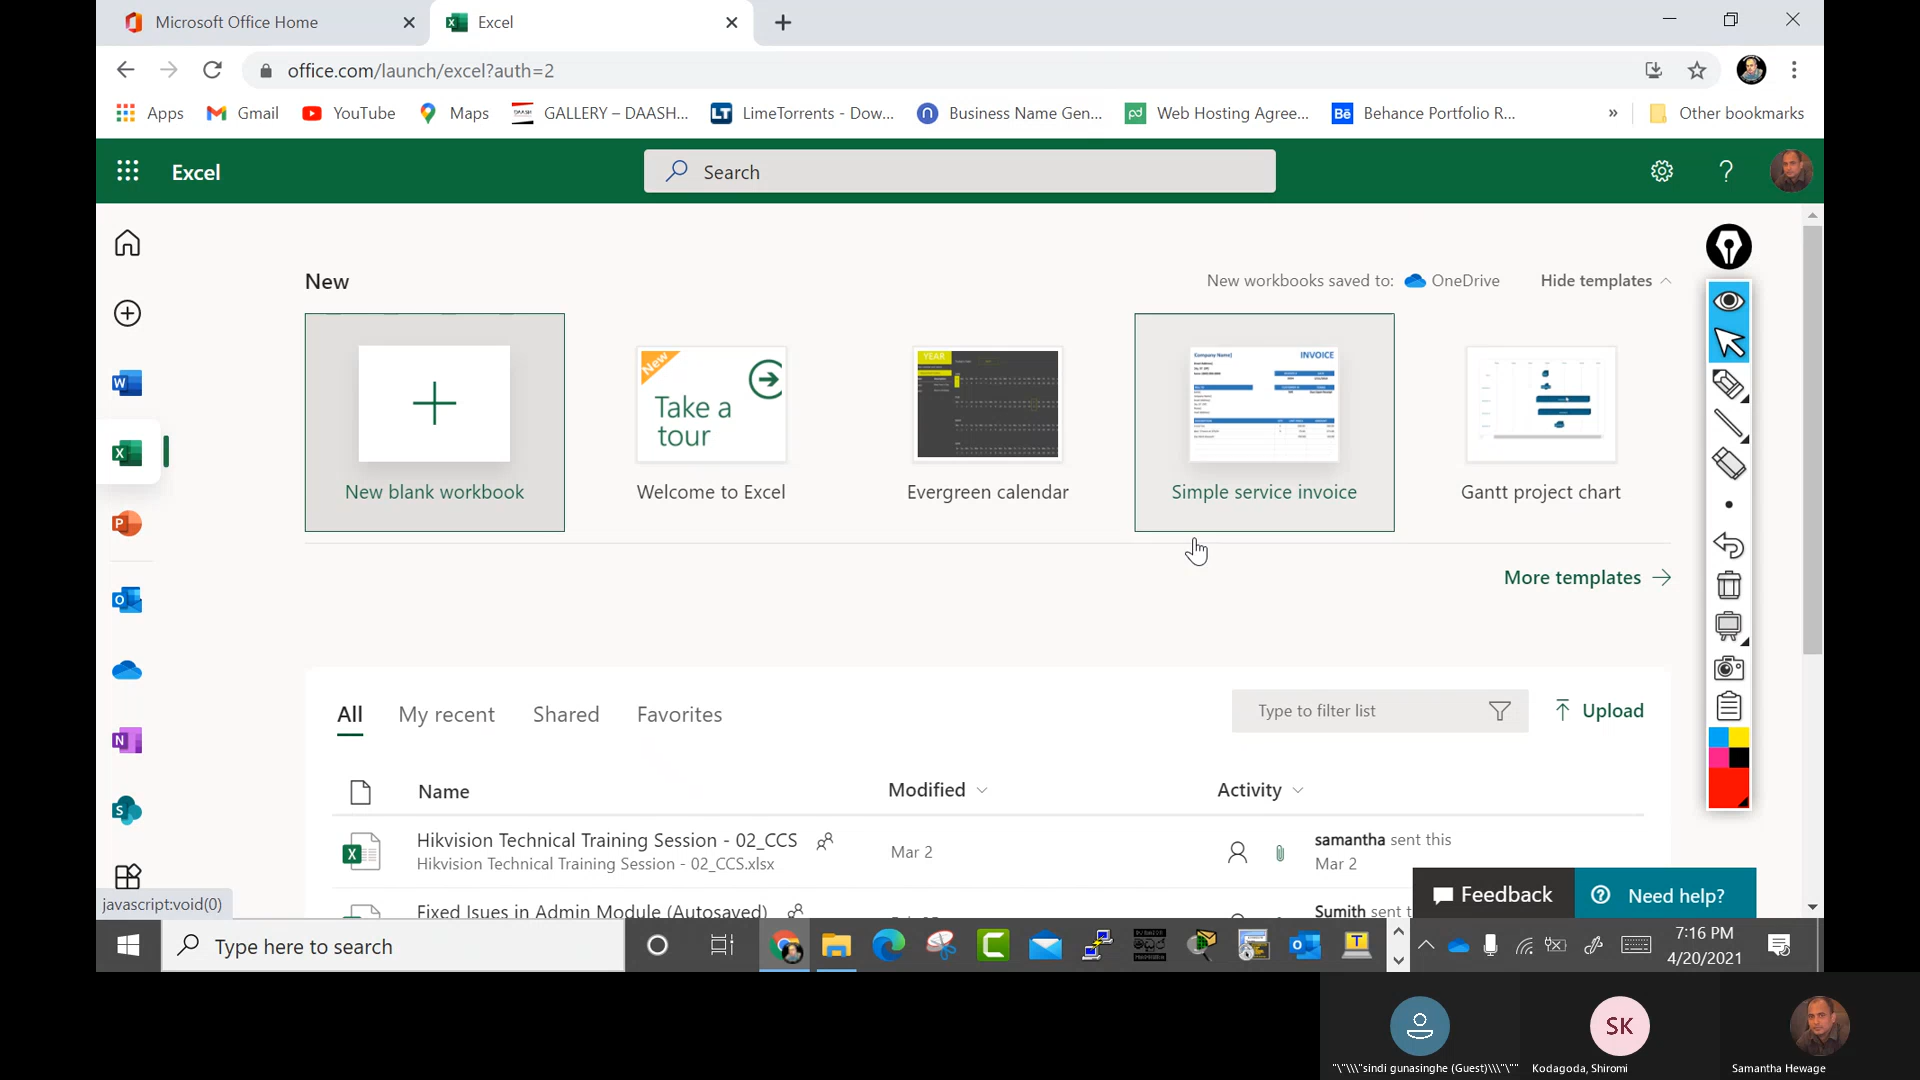 Microsoft Office Home
Excel
office.com/launch/excel?auth=2
Apps
Gmail
YouTube
Maps
GALLERY – DAASH...
LimeTorrents - Dow...
Business Name Gen...
Web Hosting Agree...
Behance Portfolio R...
»
Other bookmarks
Excel
Search
New
New workbooks saved to:
OneDrive
Hide templates
New
Take a
tour
YEAR
INVOICE
New blank workbook
Welcome to Excel
Evergreen calendar
Simple service invoice
Gantt project chart
More templates
All
My recent
Shared
Favorites
Type to filter list
Upload
Name
Modified
Activity
Hikvision Technical Training Session - 02_CCS
Hikvision Technical Training Session - 02_CCS.xlsx
Mar 2
samantha sent this
Mar 2
Fixed Isues in Admin Module (Autosaved)
Sumith sent t
Feedback
Need help?
javascript:void(0)
Type here to search
7:16 PM
4/20/2021
SK
"\"\\\"sindi gunasinghe (Guest)\\\"\""
Kodagoda, Shiromi
Samantha Hewage